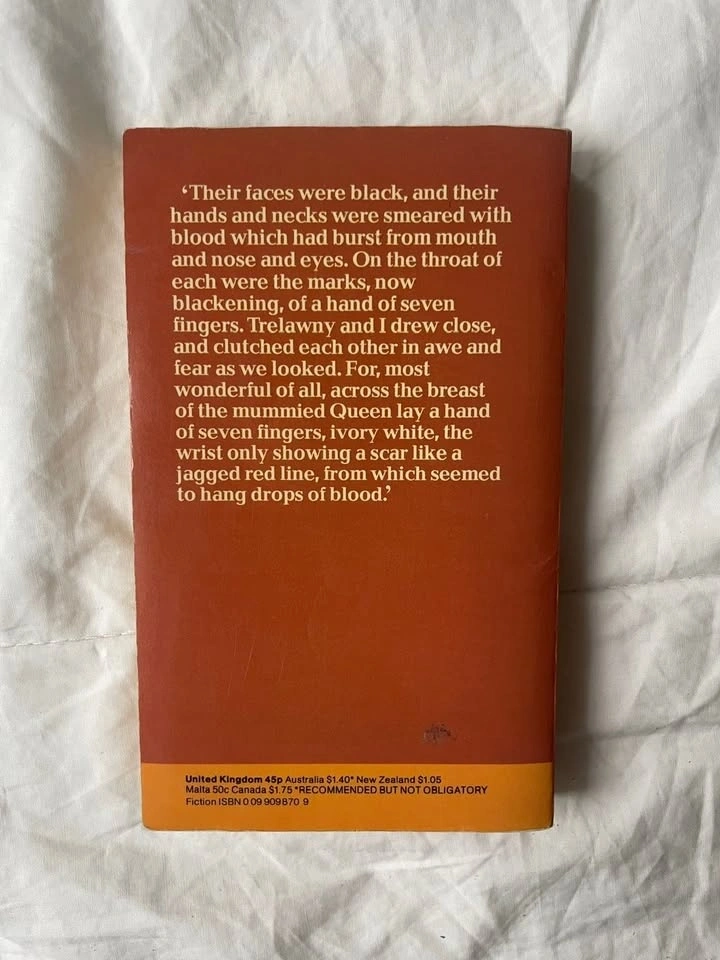 ‘Their faces were black, and their
hands and necks were smeared with
blood which had burst from mouth
and nose and eyes. On the throat of
each were the marks, now
blackening, of a hand of seven
fingers. Trelawny and I drew close,
and clutched each other in awe and
fear as we looked. For, most
wonderful of all, across the breast
of the mummied Queen lay a hand
of seven fingers, ivory white, the
wrist only showing a scar like a
jagged red line, from which seemed
to hang drops of blood.’
United Kingdom 45p Australia $1.40* New Zealand $1.05
Malta 50c Canada $1.75 *RECOMMENDED BUT NOT OBLIGATORY
Fiction ISBN 0 09 909870 9